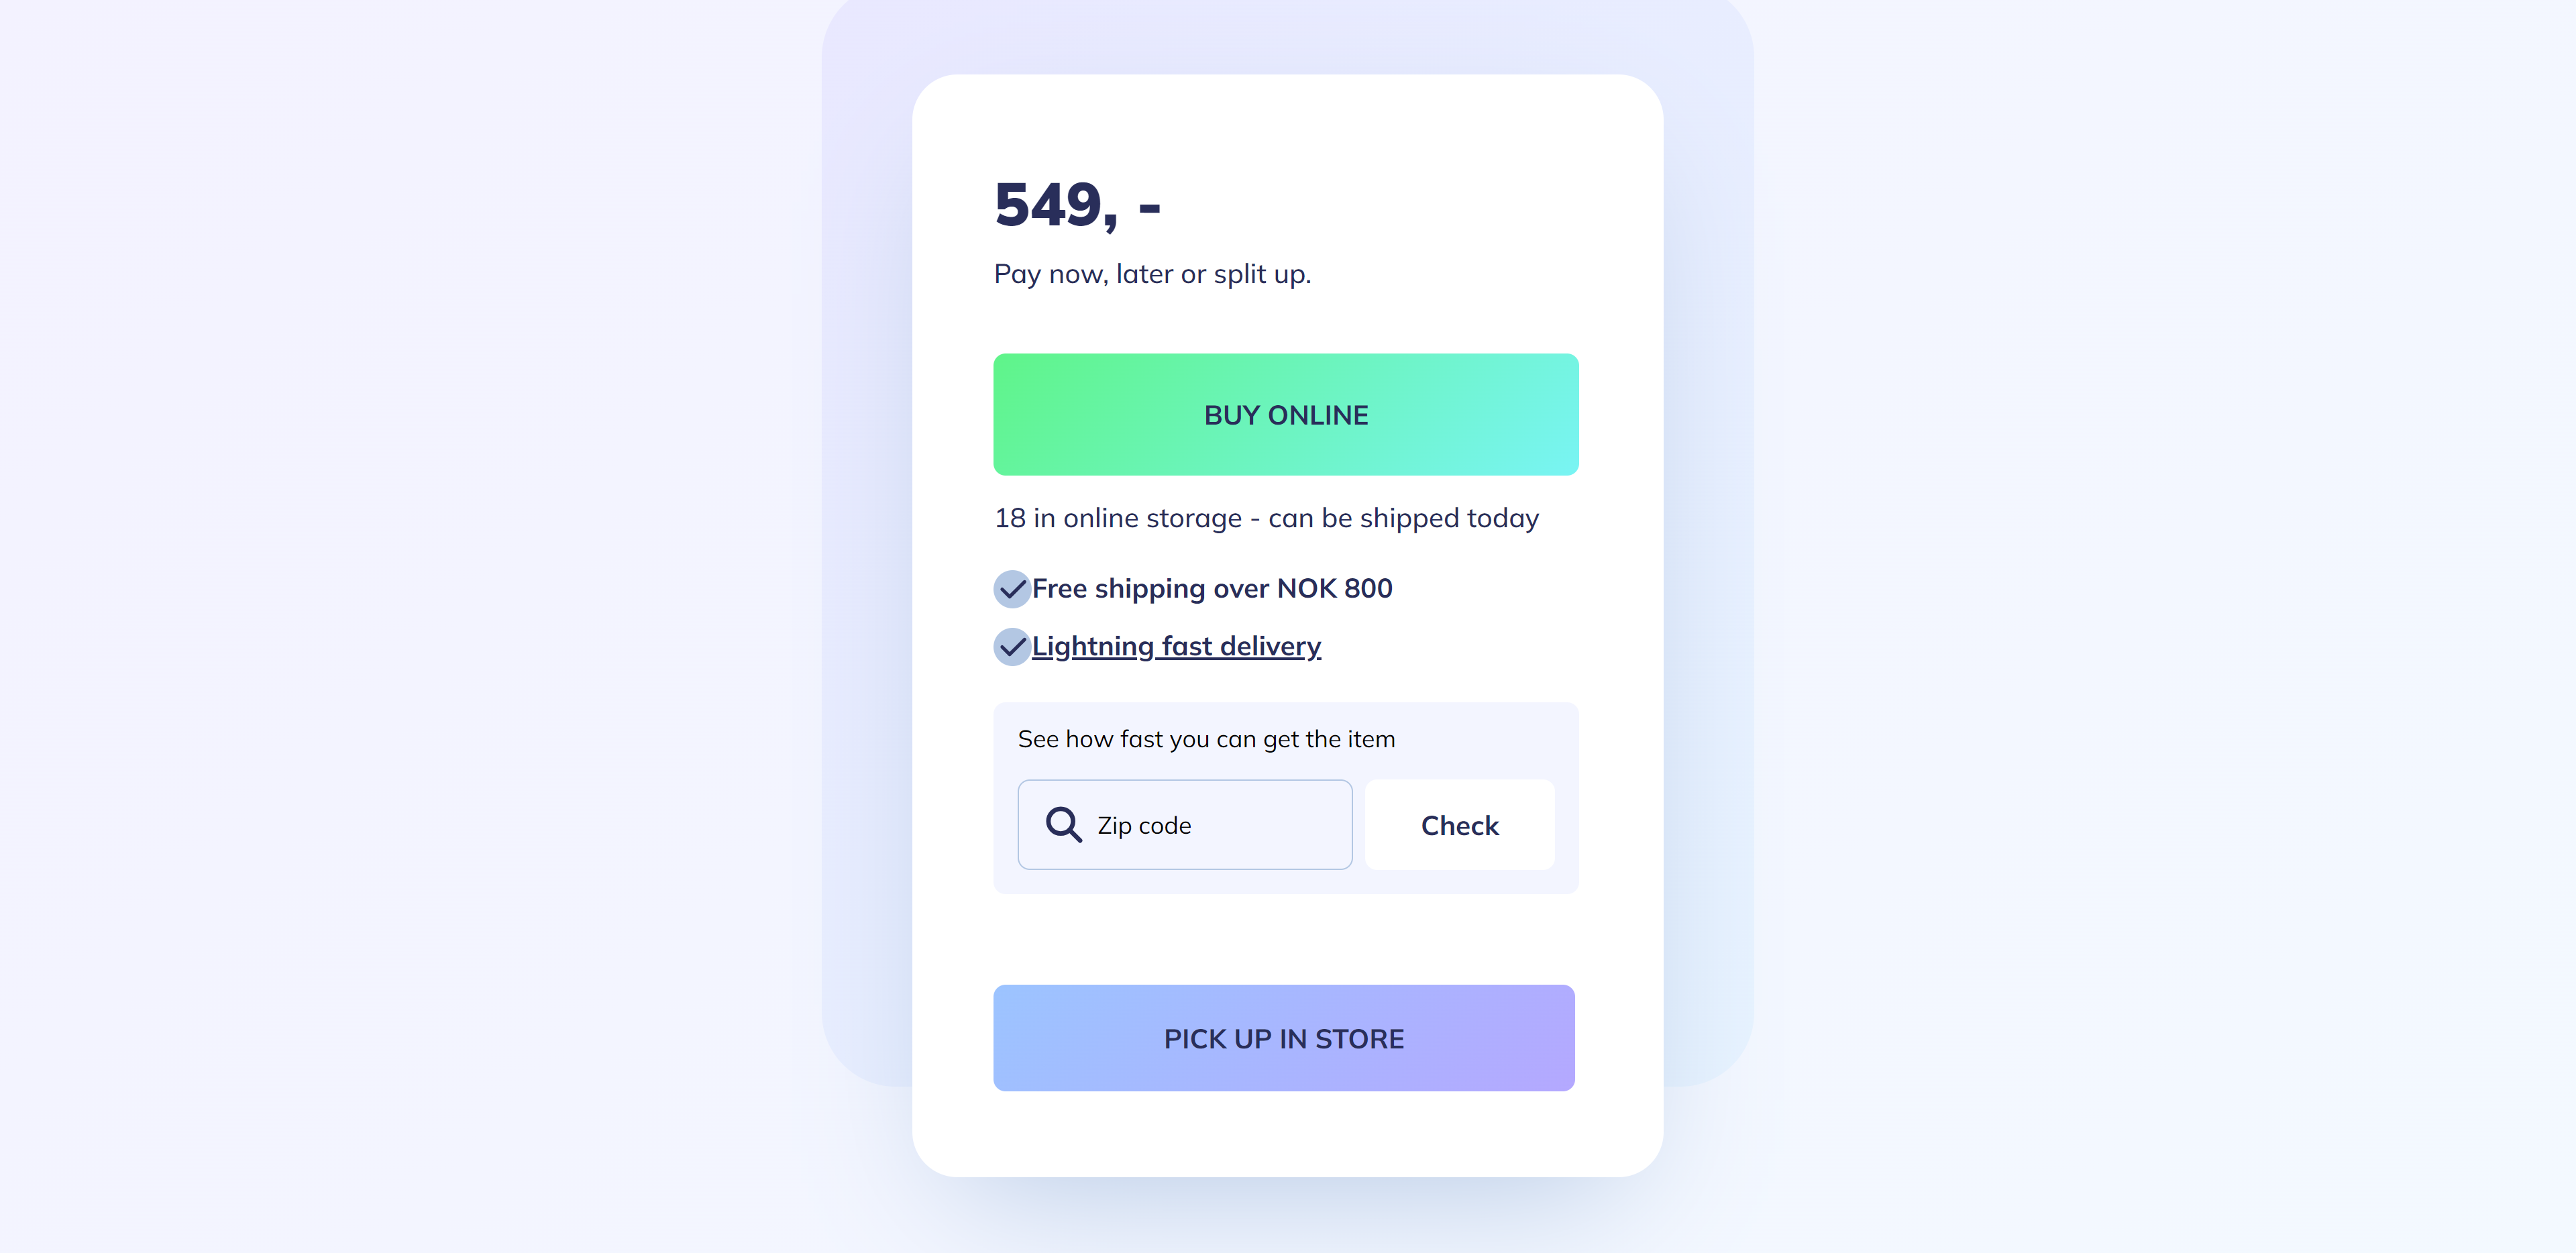 549, -
Pay now, later or split up.
BUY ONLINE
18 in online storage - can be shipped today
Free shipping over NOK 800
Lightning fast delivery
See how fast you can get the item
Zip code
Check
PICK UP IN STORE